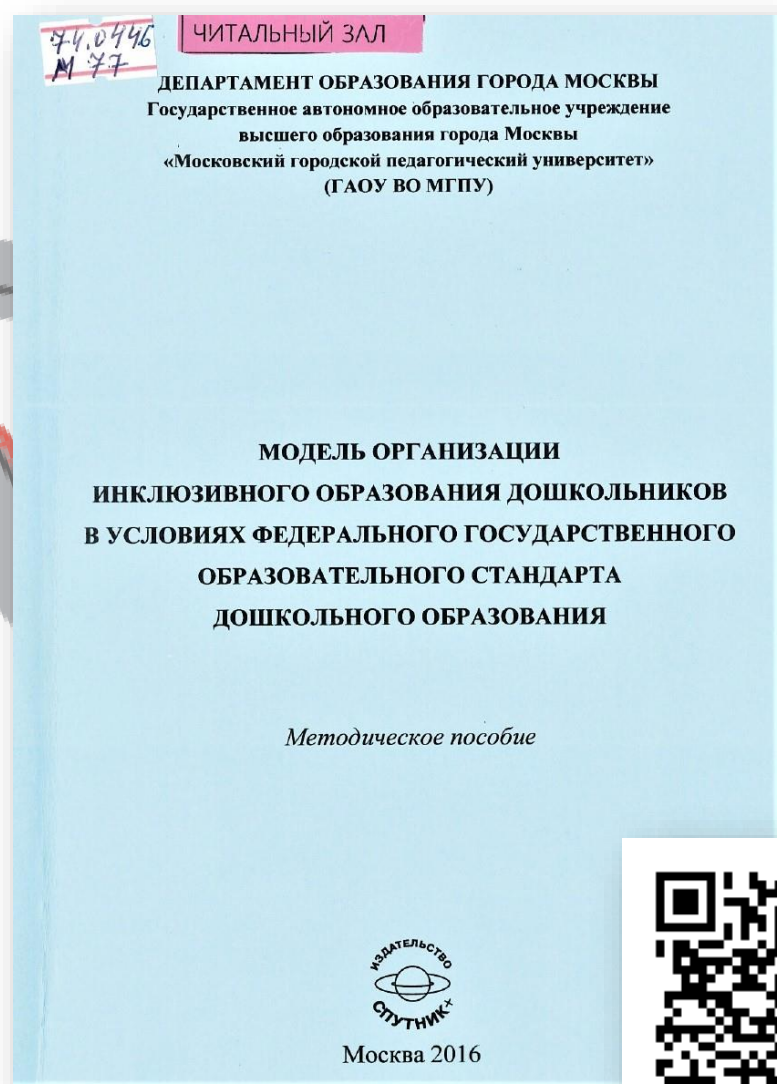 74.0446
М 77
ЧИТАЛЬНЫЙ ЗАЛ
ДЕПАРТАМЕНТ ОБРАЗОВАНИЯ ГОРОДА МОСКВЫ
Государственное автономное образовательное учреждение
высшего образования города Москвы
«Московский городской педагогический университет»
(ГАОУ ВО МГПУ)
МОДЕЛЬ ОРГАНИЗАЦИИ
ИНКЛЮЗИВНОГО ОБРАЗОВАНИЯ ДОШКОЛЬНИКОВ
В УСЛОВИЯХ ФЕДЕРАЛЬНОГО ГОСУДАРСТВЕННОГО
ОБРАЗОВАТЕЛЬНОГО СТАНДАРТА
ДОШКОЛЬНОГО ОБРАЗОВАНИЯ
Методическое пособие
ИЗДАТЕЛЬСТВО
СПУТНИК+
Москва 2016